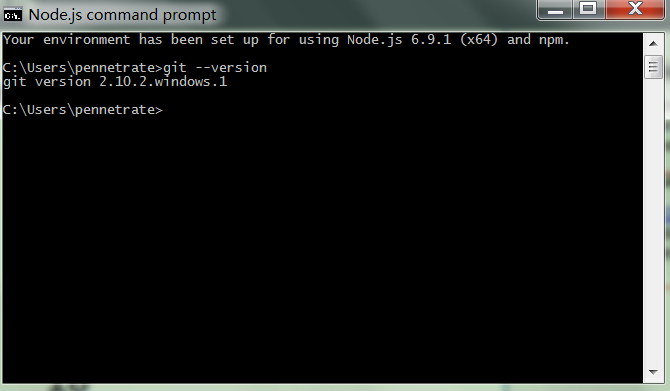 Node.js command prompt
Your environment has been set up for using Node.js 6.9.1 (x64) and npm.
C:\Users\pennetrate>git --version
git version 2.10.2.windows.1
C:\Users\pennetrate>